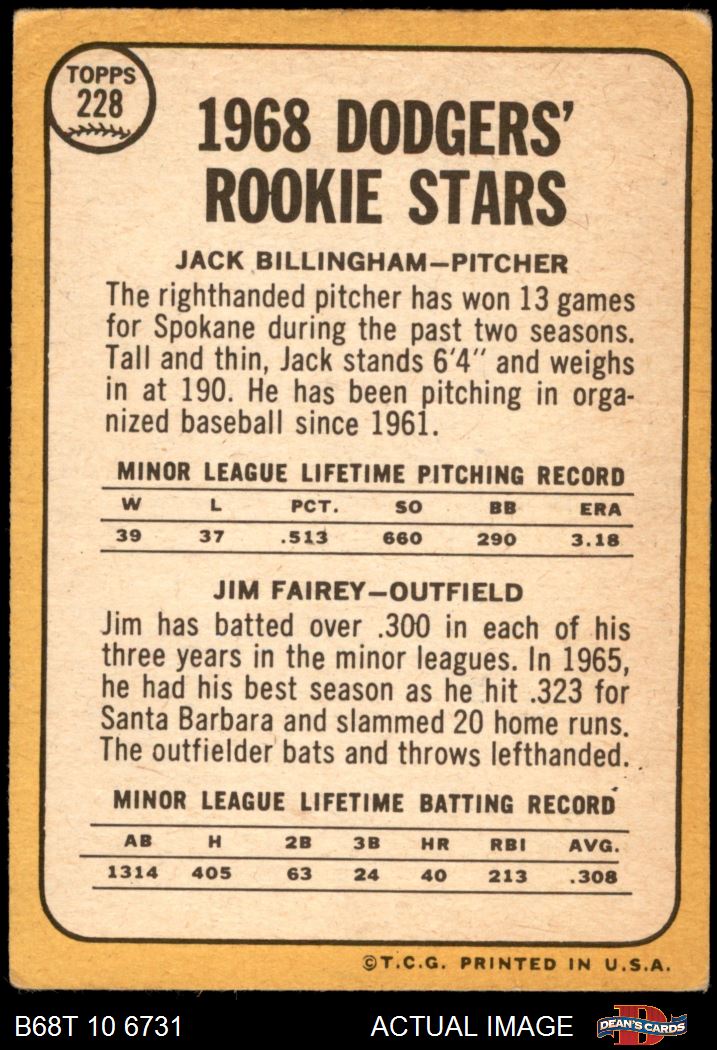 TOPPS
228
1968 DODGERS'
ROOKIE STARS
JACK BILLINGHAM—PITCHER
The righthanded pitcher has won 13 games
for Spokane during the past two seasons.
Tall and thin, Jack stands 6'4" and weighs
in at 190. He has been pitching in orga-
nized baseball since 1961.
MINOR LEAGUE LIFETIME PITCHING RECORD
W L PCT. SO BB ERA
39 37 .513 660 290 3.18
JIM FAIREY—OUTFIELD
Jim has batted over .300 in each of his
three years in the minor leagues. In 1965,
he had his best season as he hit .323 for
Santa Barbara and slammed 20 home runs.
The outfielder bats and throws lefthanded.
MINOR LEAGUE LIFETIME BATTING RECORD
AB H 2B 3B HR RBI AVG.
1314 405 63 24 40 213 .308
©T.C.G. PRINTED IN U.S.A.
B68T 10 6731 ACTUAL IMAGE D DEAN'S CARDS